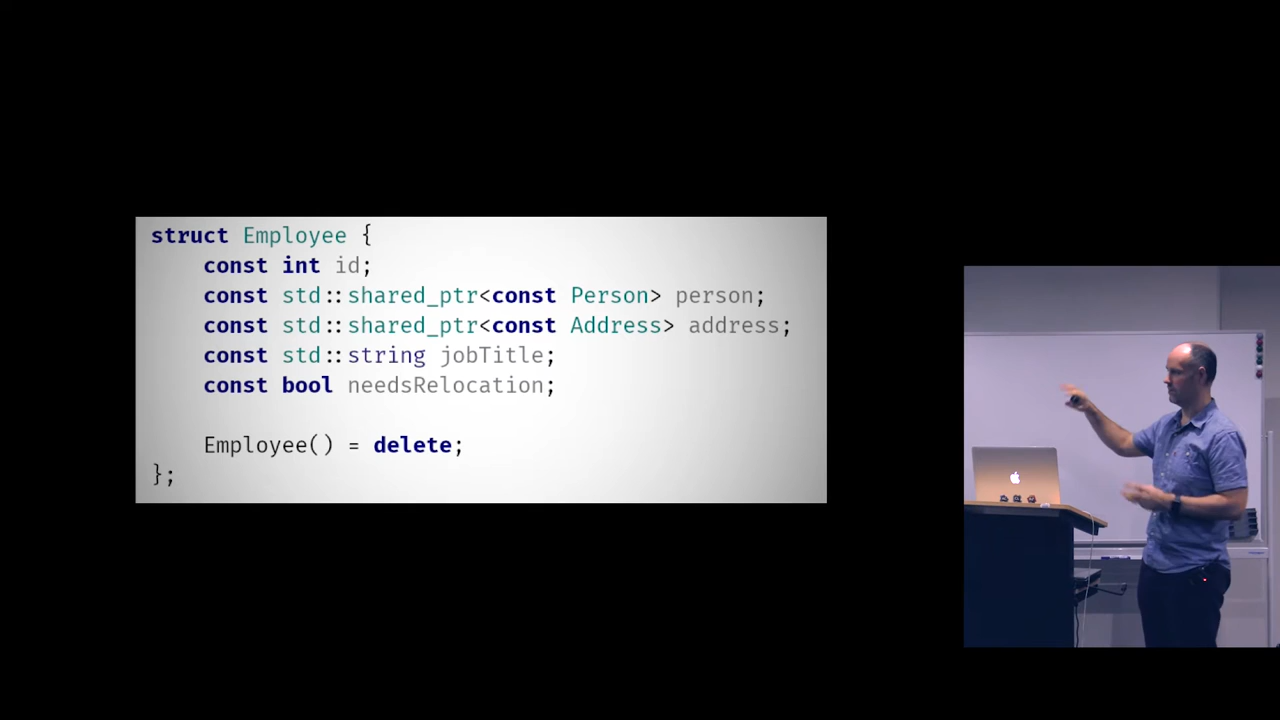 struct Employee {
    const int id;
    const std::shared_ptr<const Person> person;
    const std::shared_ptr<const Address> address;
    const std::string jobTitle;
    const bool needsRelocation;

    Employee() = delete;
};